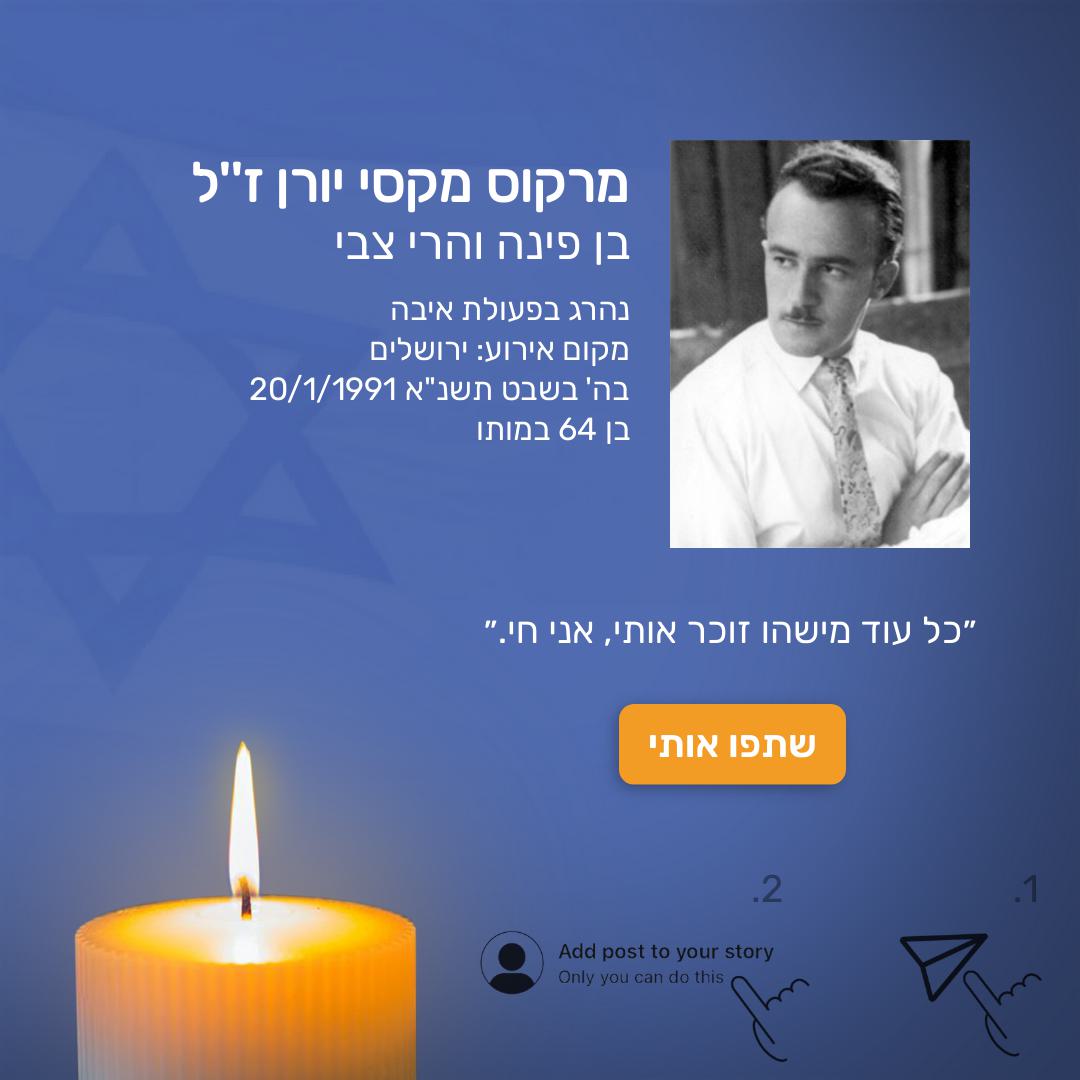 מרקוס מקסי יורן ז"ל
בן פינה והרי צבי
נהרג בפעולת איבה
מקום אירוע: ירושלים
בה' בשבט תשנ"א 20/1/1991
בן 64 במותו
״כל עוד מישהו זוכר אותי, אני חי.״
שתפו אותי
1.
2.
Add post to your story
Only you can do this